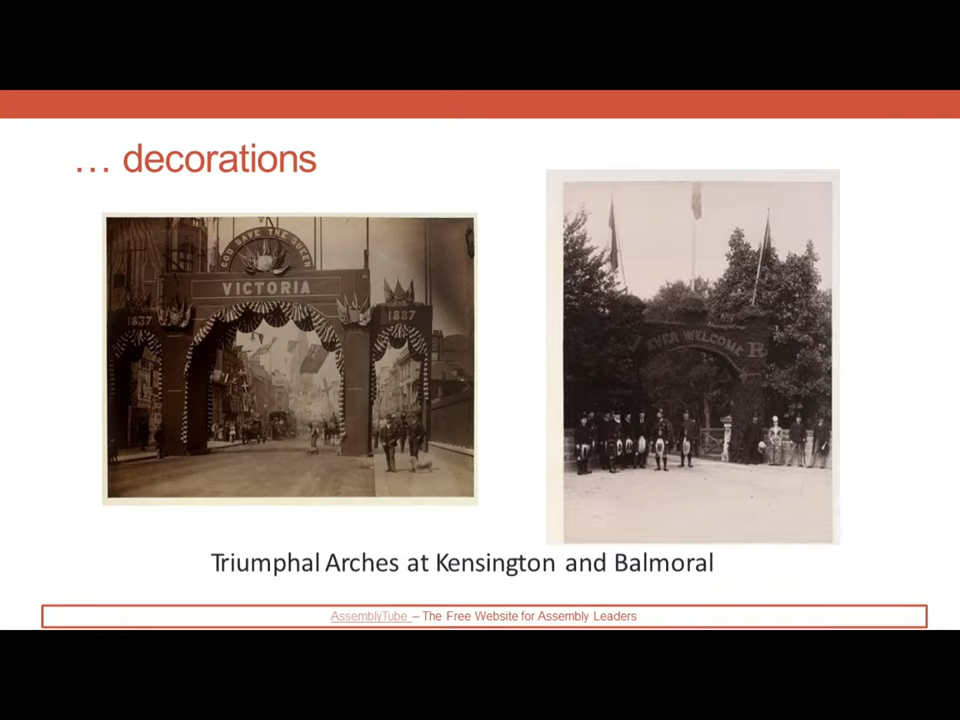 … decorations
GOD SAVE THE QUEEN
VICTORIA
1837
1887
EVER WELCOME
R
Triumphal Arches at Kensington and Balmoral
AssemblyTube – The Free Website for Assembly Leaders